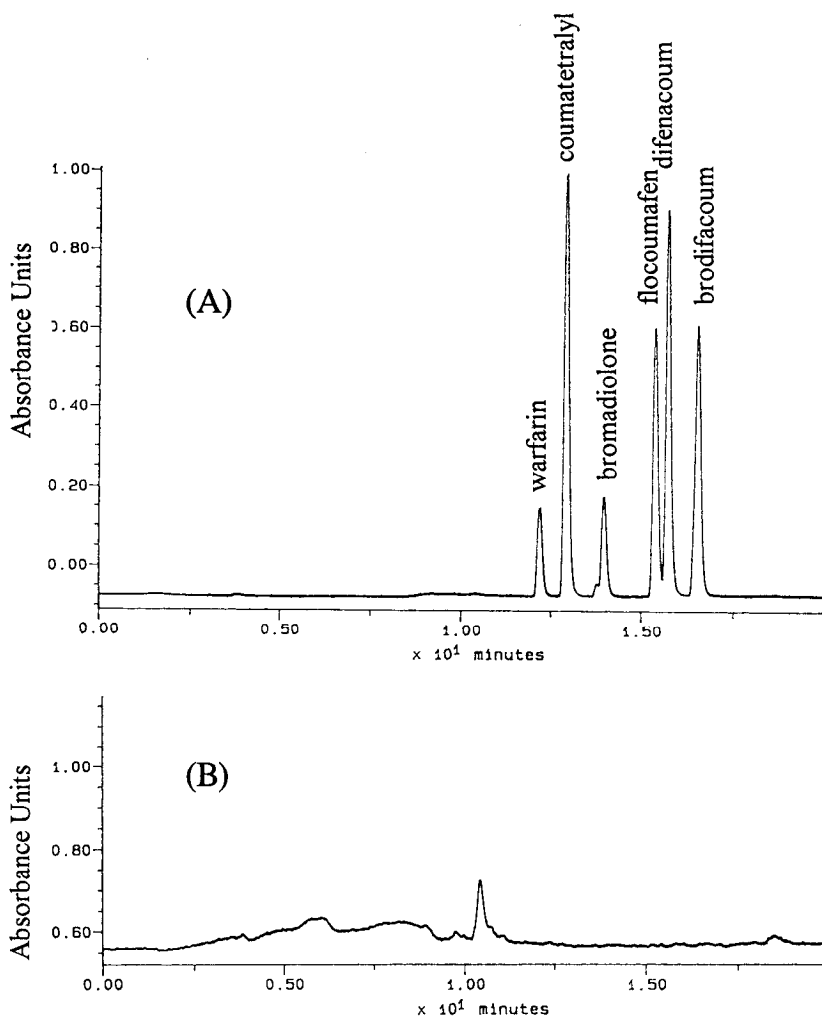 coumatetralyl
difenacoum
flocoumafen
brodifacoum
bromadiolone
warfarin
(A)
Absorbance Units
1.00
0.80
0.60
0.40
0.20
0.00
0.00
0.50
1.00
1.50
x 10¹ minutes
(B)
Absorbance Units
1.00
0.80
0.60
0.00
0.50
1.00
1.50
x 10¹ minutes